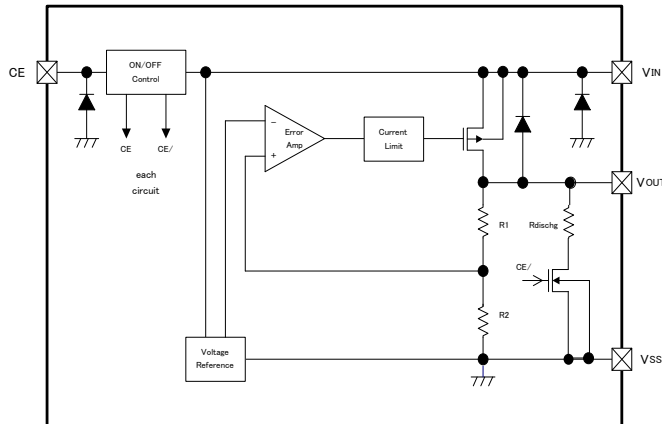 CE
ON/OFF
Control
VIN
CE
CE/
each
circuit
−
+
Error
Amp
Current
Limit
VOUT
R1
Rdischg
CE/
R2
Voltage
Reference
VSS